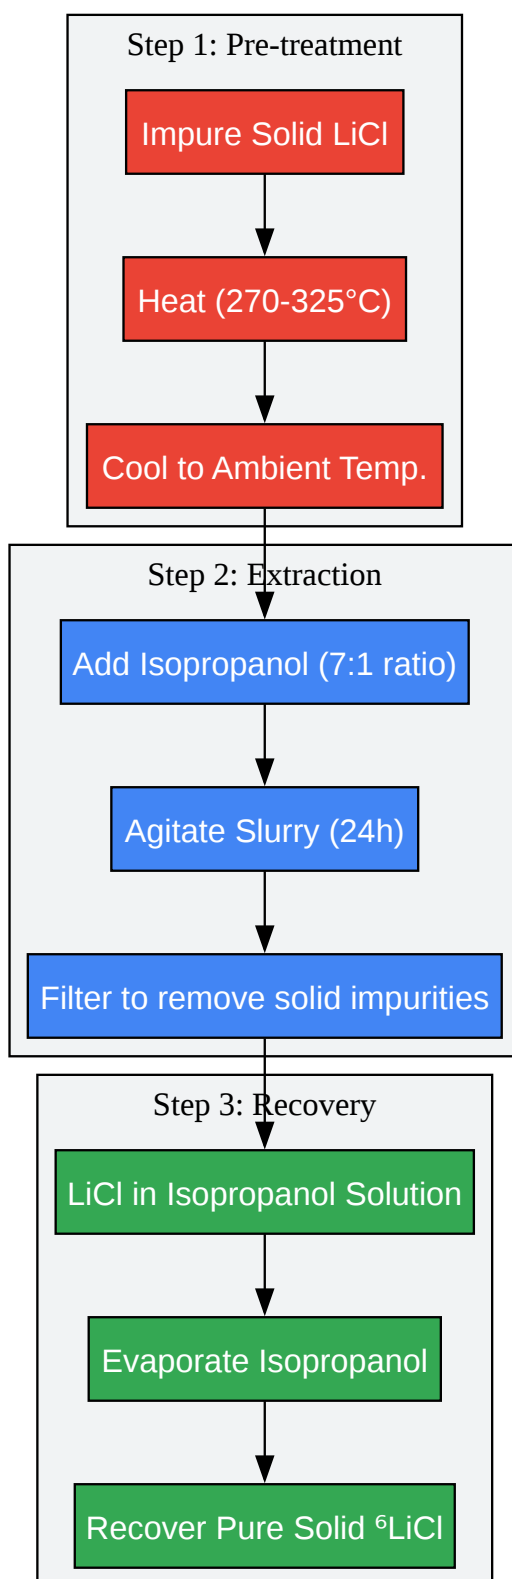 Step 1: Pre-treatment
Impure Solid LiCl
Heat (270-325°C)
Cool to Ambient Temp.
Step 2: Extraction
Add Isopropanol (7:1 ratio)
Agitate Slurry (24h)
Filter to remove solid impurities
Step 3: Recovery
LiCl in Isopropanol Solution
Evaporate Isopropanol
Recover Pure Solid ⁶LiCl